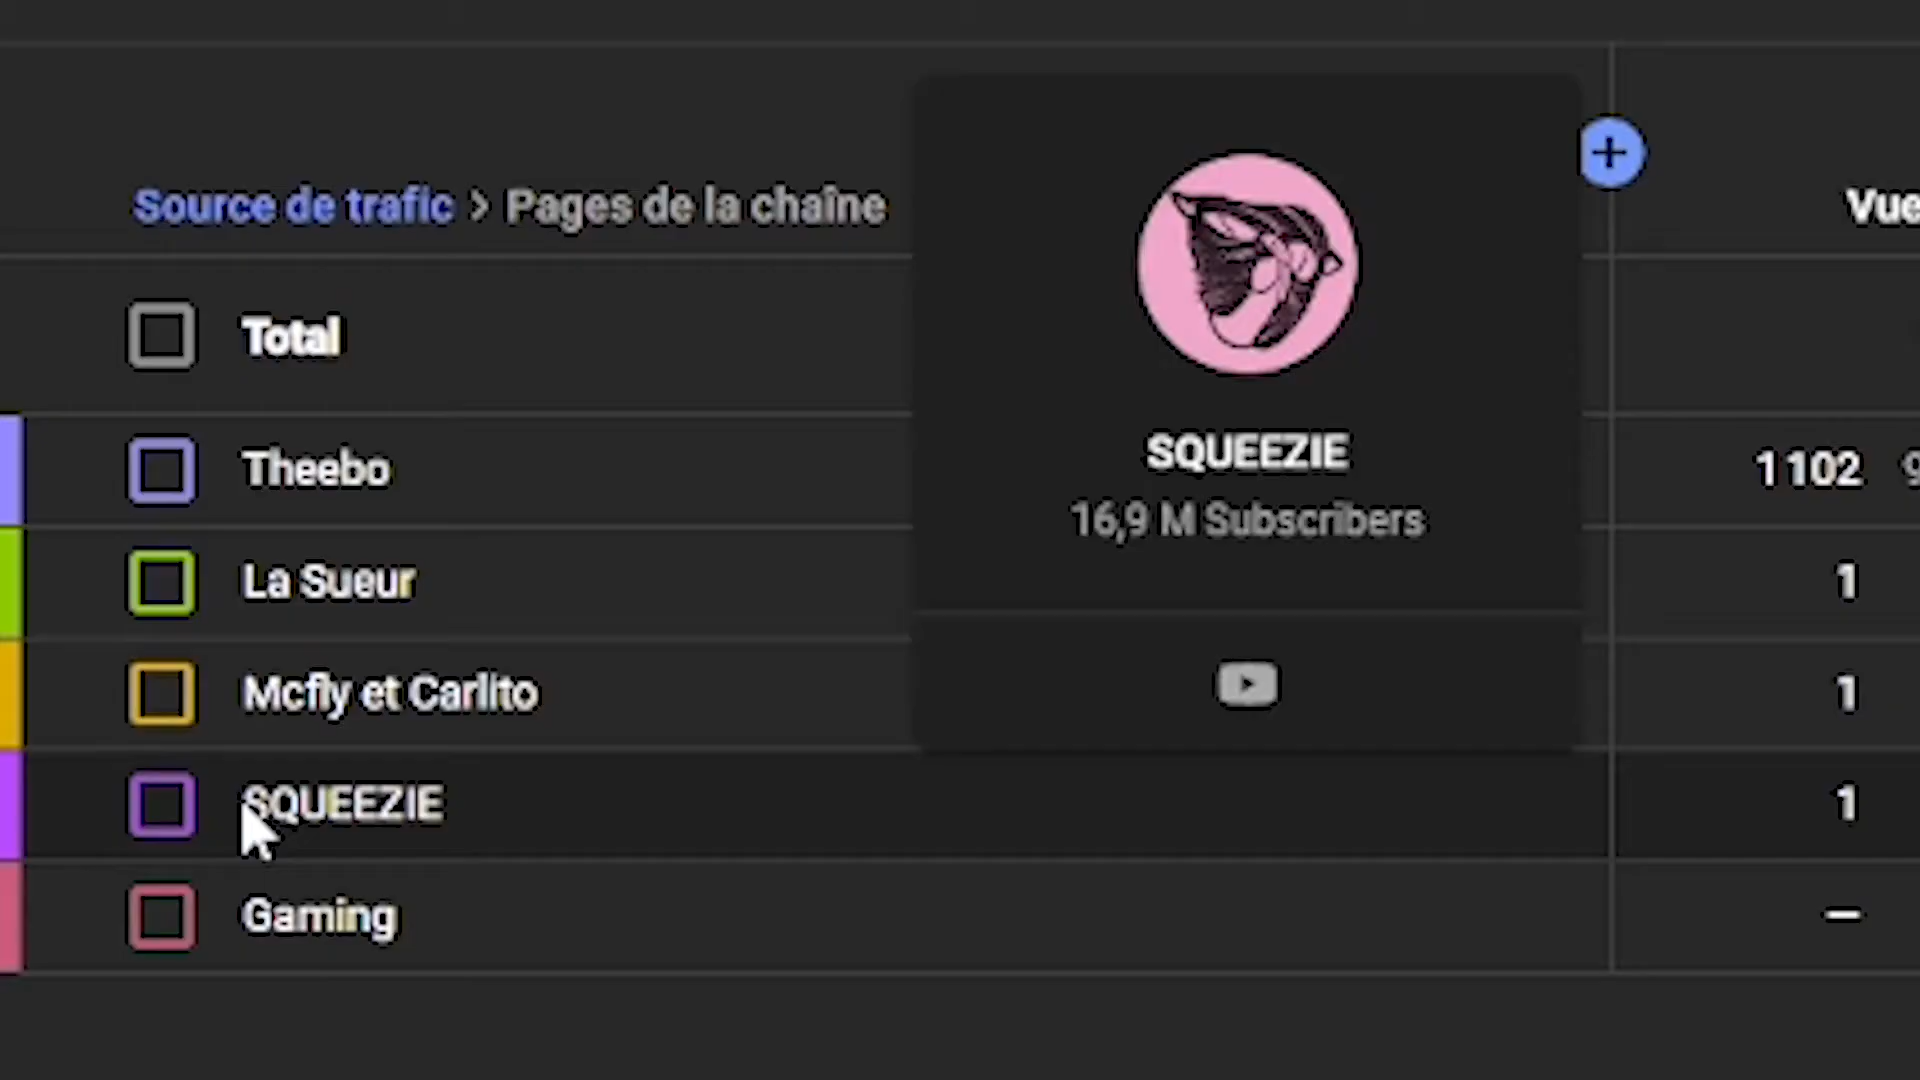 Source de trafic > Pages de la chaîne
Vue
Total
Theebo
1 102 9
La Sueur
1
Mcfly et Carlito
1
SQUEEZIE
1
Gaming
—
SQUEEZIE
16,9 M Subscribers